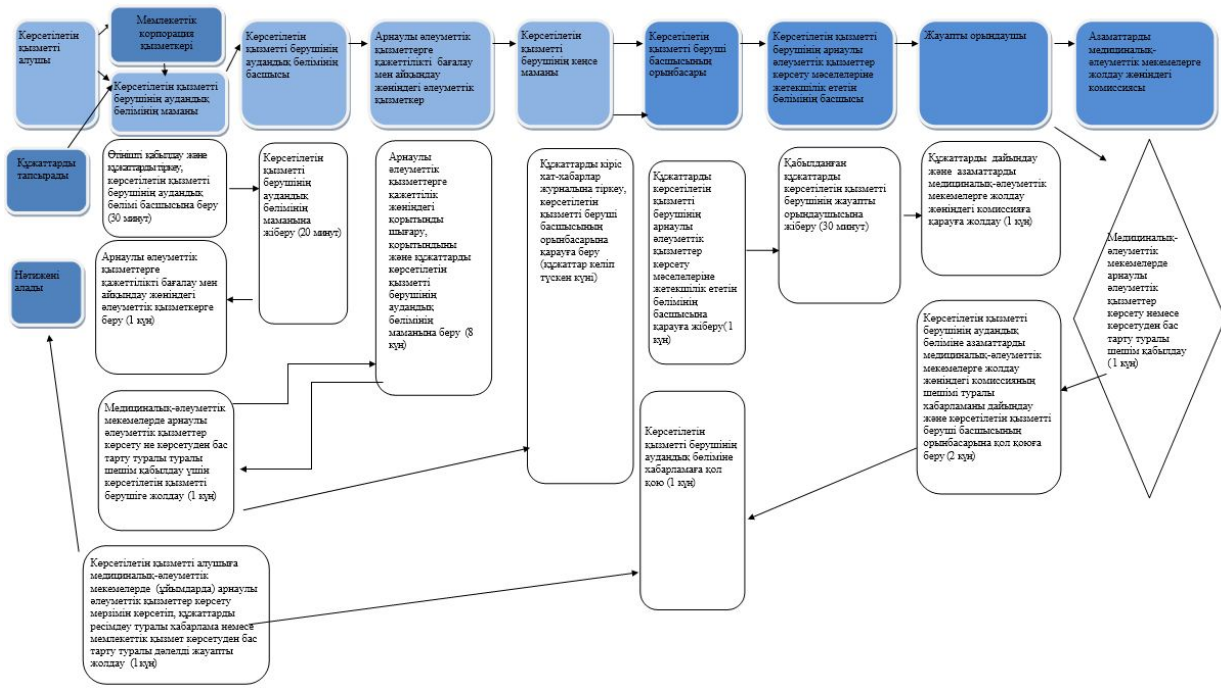 Көрсетілетін
қызметті
алушы
Мемлекеттік
корпорация
қызметкері
Көрсетілетін қызметті
берушінің аудандық
бөлімінің маманы
Көрсетілетін
қызметті берушінің
аудандық бөлімінің
басшысы
Арнаулы әлеуметтік
қызметтерге
қажеттілікті бағалау
мен айқындау
жөніндегі әлеуметтік
қызметкер
Көрсетілетін
қызметті
берушінің кеңсе
маманы
Көрсетілетін
қызметті беруші
басшысының
орынбасары
Көрсетілетін қызметті
берушінің арнаулы
әлеуметтік қызметтер
көрсету мәселелеріне
жетекшілік ететін
бөлімінің басшысы
Жауапты орындаушы
Азаматтарды
медициналық-
әлеуметтік мекемелерге
жолдау жөніндегі
комиссиясы
Құжаттарды
тапсырады
Өтінішті қабылдау және
құжаттарды тіркеу,
көрсетілетін қызметті
берушінің аудандық
бөлімі басшысына беру
(30 минут)
Көрсетілетін
қызметті
берушінің
аудандық
бөлімінің
маманына
жіберу (20 минут)
Арнаулы
әлеуметтік
қызметтерге
қажеттілік
жөніндегі
қорытынды
шығару,
қорытындыны
және құжаттарды
көрсетілетін
қызметті
берушінің
аудандық
бөлімінің
маманына беру (8
күн)
Құжаттарды кіріс
хат-хабарлар
журналына тіркеу,
көрсетілетін
қызметті беруші
басшысының
орынбасарына
қарауға беру
(құжаттар келіп
түскен күні)
Құжаттарды
көрсетілетін
қызметті
берушінің
арнаулы
әлеуметтік
қызметтер
көрсету
мәселелеріне
жетекшілік ететін
бөлімінің
басшысына
қарауға жіберу(1
күн)
Қабылданған
құжаттарды
көрсетілетін қызметті
берушінің жауапты
орындаушысына
жіберу (30 минут)
Құжаттарды дайындау
және азаматтарды
медициналық-әлеуметтік
мекемелерге жолдау
жөніндегі комиссияға
қарауға жолдау (1 күн)
Медициналық-
әлеуметтік
мекемелерде
арнаулы
әлеуметтік
қызметтер
көрсету немесе
көрсетуден бас
тарту туралы
шешім қабылдау
(1 күн)
Нәтижені
алады
Арнаулы әлеуметтік
қызметтерге
қажеттілікті бағалау мен
айқындау жөніндегі
әлеуметтік қызметкерге
беру (1 күн)
Көрсетілетін қызметті
берушінің аудандық
бөліміне азаматтарды
медициналық-әлеуметтік
мекемелерге жолдау
жөніндегі комиссияның
шешімі туралы
хабарламаны дайындау
және көрсетілетін қызметті
беруші басшысының
орынбасарына қол қоюға
беру (2 күн)
Медициналық-әлеуметтік
мекемелерде арнаулы
әлеуметтік қызметтер
көрсету не көрсетуден бас
тарту туралы туралы
шешім қабылдау үшін
көрсетілетін қызметті
берушіге жолдау (1 күн)
Көрсетілетін
қызметті берушінің
аудандық бөліміне
хабарламаға қол
қою (1 күн)
Көрсетілетін қызметті алушыға
медициналық-әлеуметтік
мекемелерде (ұйымдарда) арнаулы
әлеуметтік қызметтер көрсету
мерзімін көрсетіп, құжаттарды
ресімдеу туралы хабарлама немесе
мемлекеттік қызмет көрсетуден бас
тарту туралы дәлелді жауапты
жолдау (1күн)